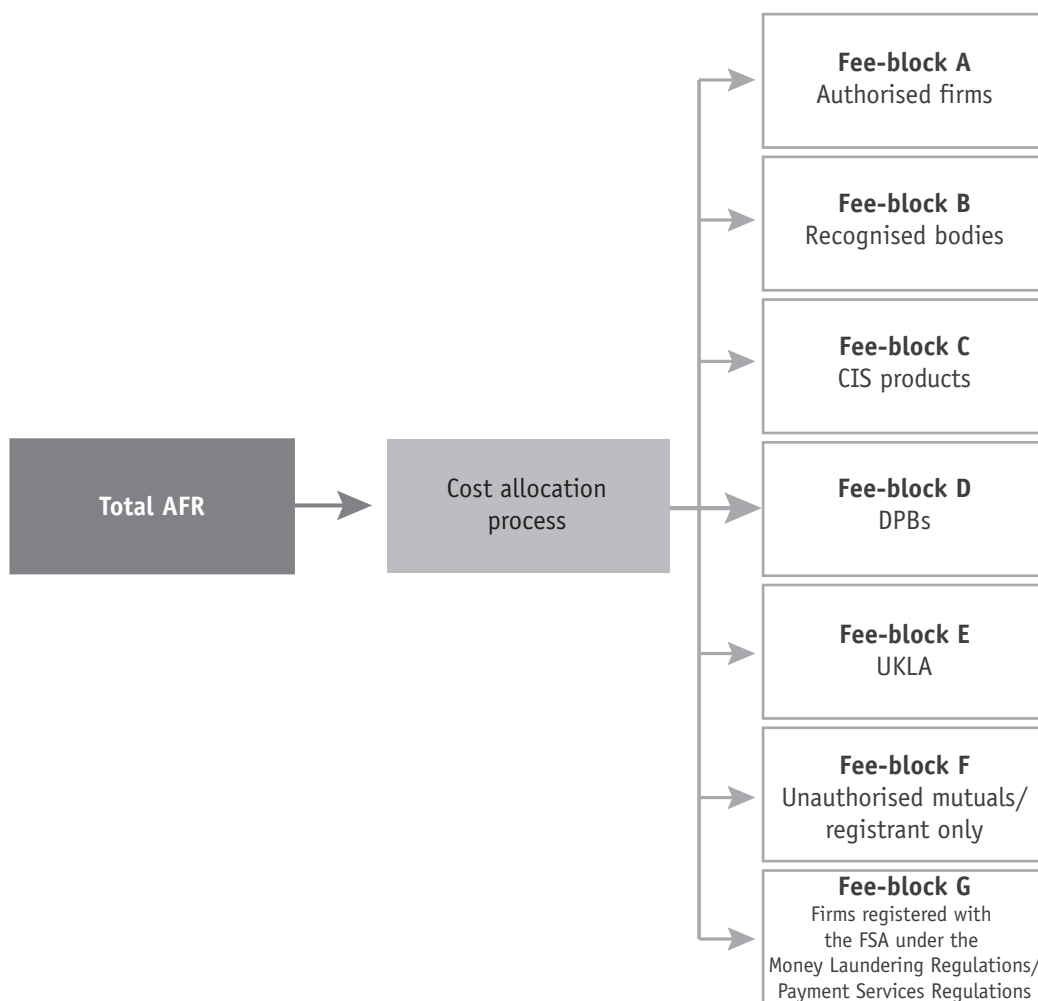 Fee-block A
Authorised firms
Fee-block B
Recognised bodies
Fee-block C
CIS products
Total AFR
Cost allocation
process
Fee-block D
DPBs
Fee-block E
UKLA
Fee-block F
Unauthorised mutuals/
registrant only
Fee-block G
Firms registered with
the FSA under the
Money Laundering Regulations/
Payment Services Regulations